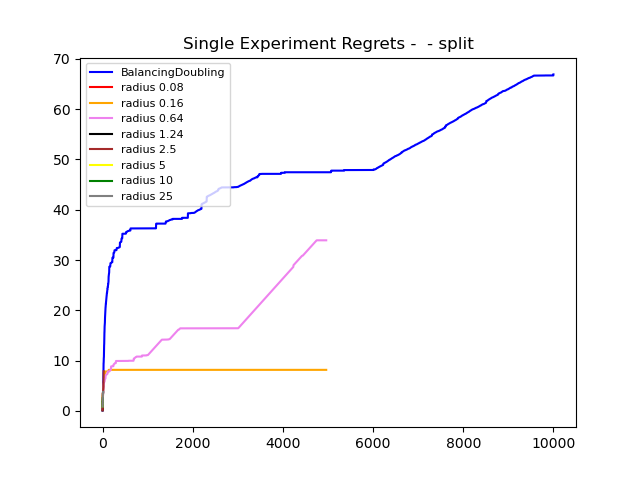 Single Experiment Regrets -  - split
70
60
50
40
30
20
10
0
BalancingDoubling
radius 0.08
radius 0.16
radius 0.64
radius 1.24
radius 2.5
radius 5
radius 10
radius 25
0 2000 4000 6000 8000 10000